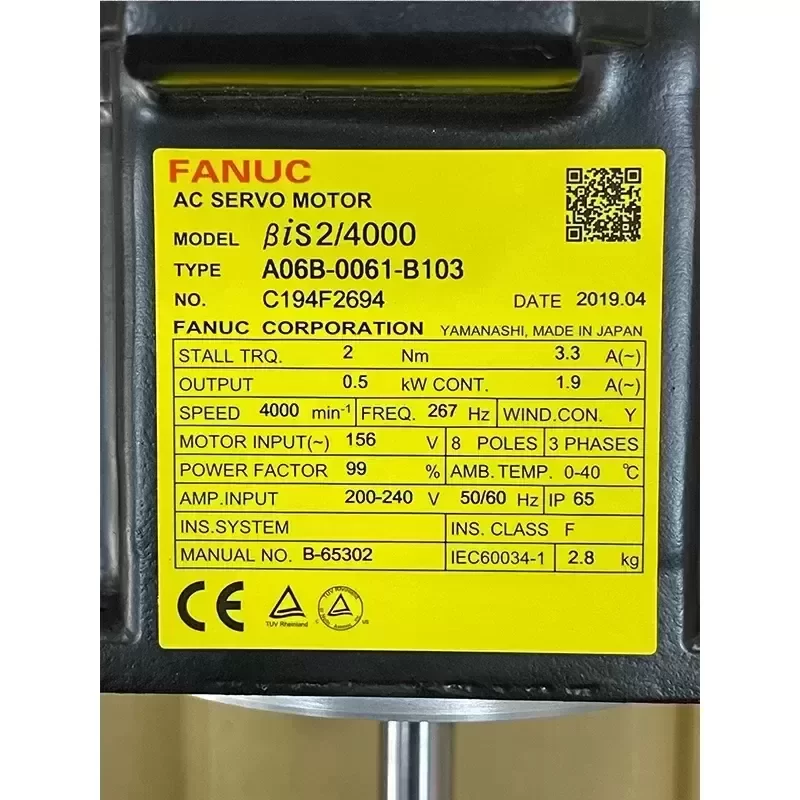 FANUC
AC SERVO MOTOR
MODEL βiS2/4000
TYPE A06B-0061-B103
NO. C194F2694 DATE 2019.04
FANUC CORPORATION YAMANASHI, MADE IN JAPAN
STALL TRQ. 2 Nm 3.3 A(~)
OUTPUT 0.5 kW CONT. 1.9 A(~)
SPEED 4000 min-1 FREQ. 267 Hz WIND.CON. Y
MOTOR INPUT(~) 156 V 8 POLES 3 PHASES
POWER FACTOR 99 % AMB.TEMP. 0-40 ℃
AMP.INPUT 200-240 V 50/60 Hz IP 65
INS.SYSTEM INS. CLASS F
MANUAL NO. B-65302 IEC60034-1 2.8 kg
CE
TUV Rheinland
TUV Rheinland
C US